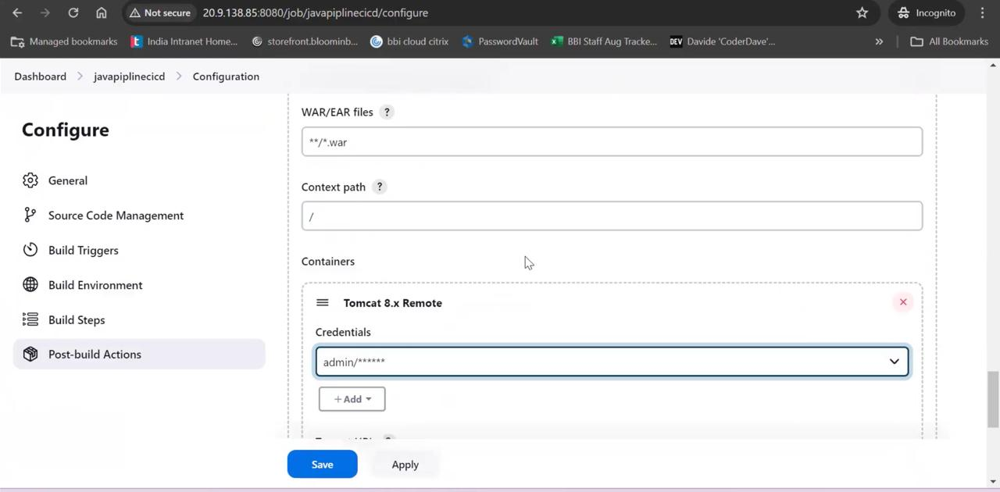 Not secure 20.9.138.85:8080/job/javapiplinecicd/configure Incognito
Managed bookmarks India Intranet Home... storefront.bloominb... bbi cloud citrix PasswordVault BBI Staff Aug Tracke... DEV Davide 'CoderDave'... » All Bookmarks
Dashboard > javapiplinecicd > Configuration
WAR/EAR files ?
Configure
**/*.war
General
Context path ?
Source Code Management
/
Build Triggers
Containers
Build Environment
Tomcat 8.x Remote
Build Steps
Credentials
Post-build Actions
admin/******
+ Add
Save Apply